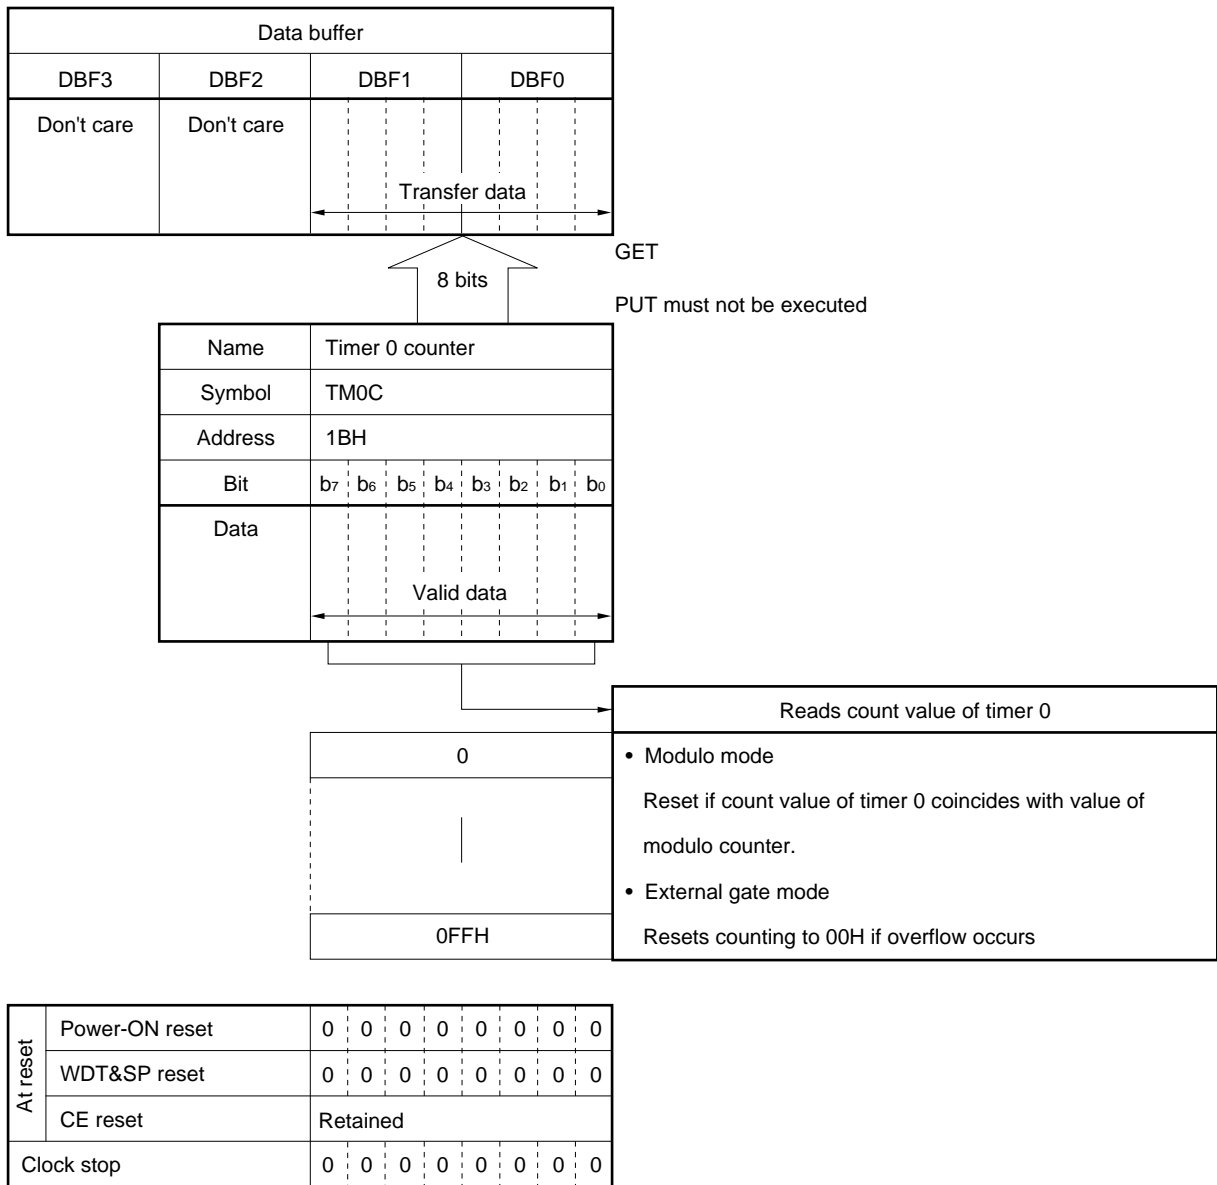 Data buffer
DBF3 DBF2 DBF1 DBF0
Don't care Don't care
Transfer data
GET
8 bits
PUT must not be executed
Name Timer 0 counter
Symbol TM0C
Address 1BH
Bit b7 b6 b5 b4 b3 b2 b1 b0
Data
Valid data
Reads count value of timer 0
0
• Modulo mode
Reset if count value of timer 0 coincides with value of
modulo counter.
• External gate mode
0FFH
Resets counting to 00H if overflow occurs
At reset
Power-ON reset 0 0 0 0 0 0 0 0
WDT&SP reset 0 0 0 0 0 0 0 0
CE reset Retained
Clock stop 0 0 0 0 0 0 0 0